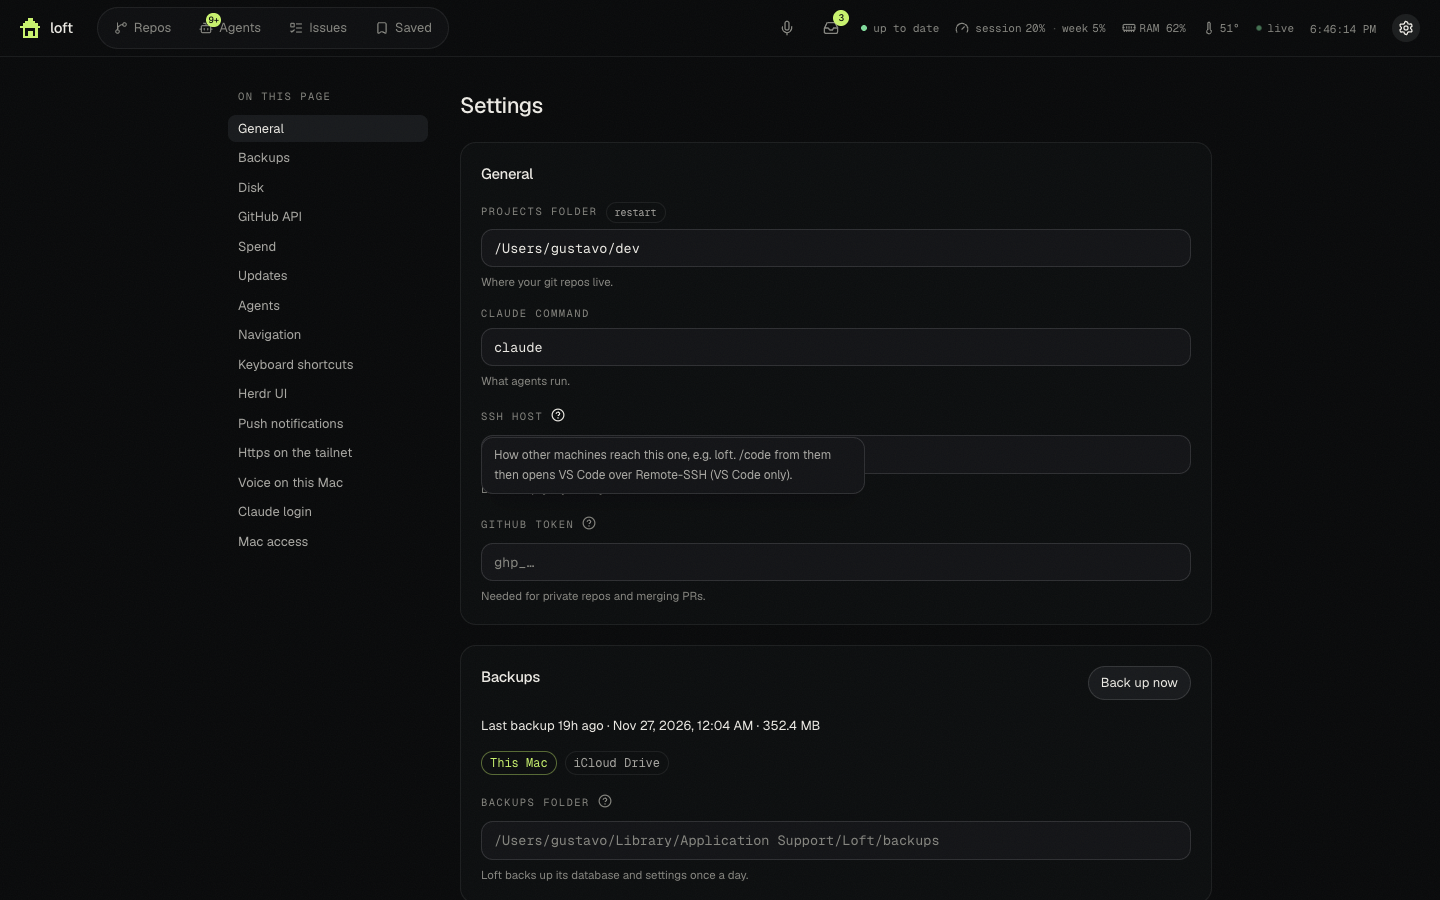 loft
Repos
9+
Agents
Issues
Saved
3
up to date
session 20% · week 5%
RAM 62%
51°
live
6:46:14 PM
ON THIS PAGE
General
Backups
Disk
GitHub API
Spend
Updates
Agents
Navigation
Keyboard shortcuts
Herdr UI
Push notifications
Https on the tailnet
Voice on this Mac
Claude login
Mac access
Settings
General
PROJECTS FOLDER restart
/Users/gustavo/dev
Where your git repos live.
CLAUDE COMMAND
claude
What agents run.
SSH HOST
How other machines reach this one, e.g. loft. /code from them
then opens VS Code over Remote-SSH (VS Code only).
GITHUB TOKEN
ghp_…
Needed for private repos and merging PRs.
Backups
Back up now
Last backup 19h ago · Nov 27, 2026, 12:04 AM · 352.4 MB
This Mac
iCloud Drive
BACKUPS FOLDER
/Users/gustavo/Library/Application Support/Loft/backups
Loft backs up its database and settings once a day.